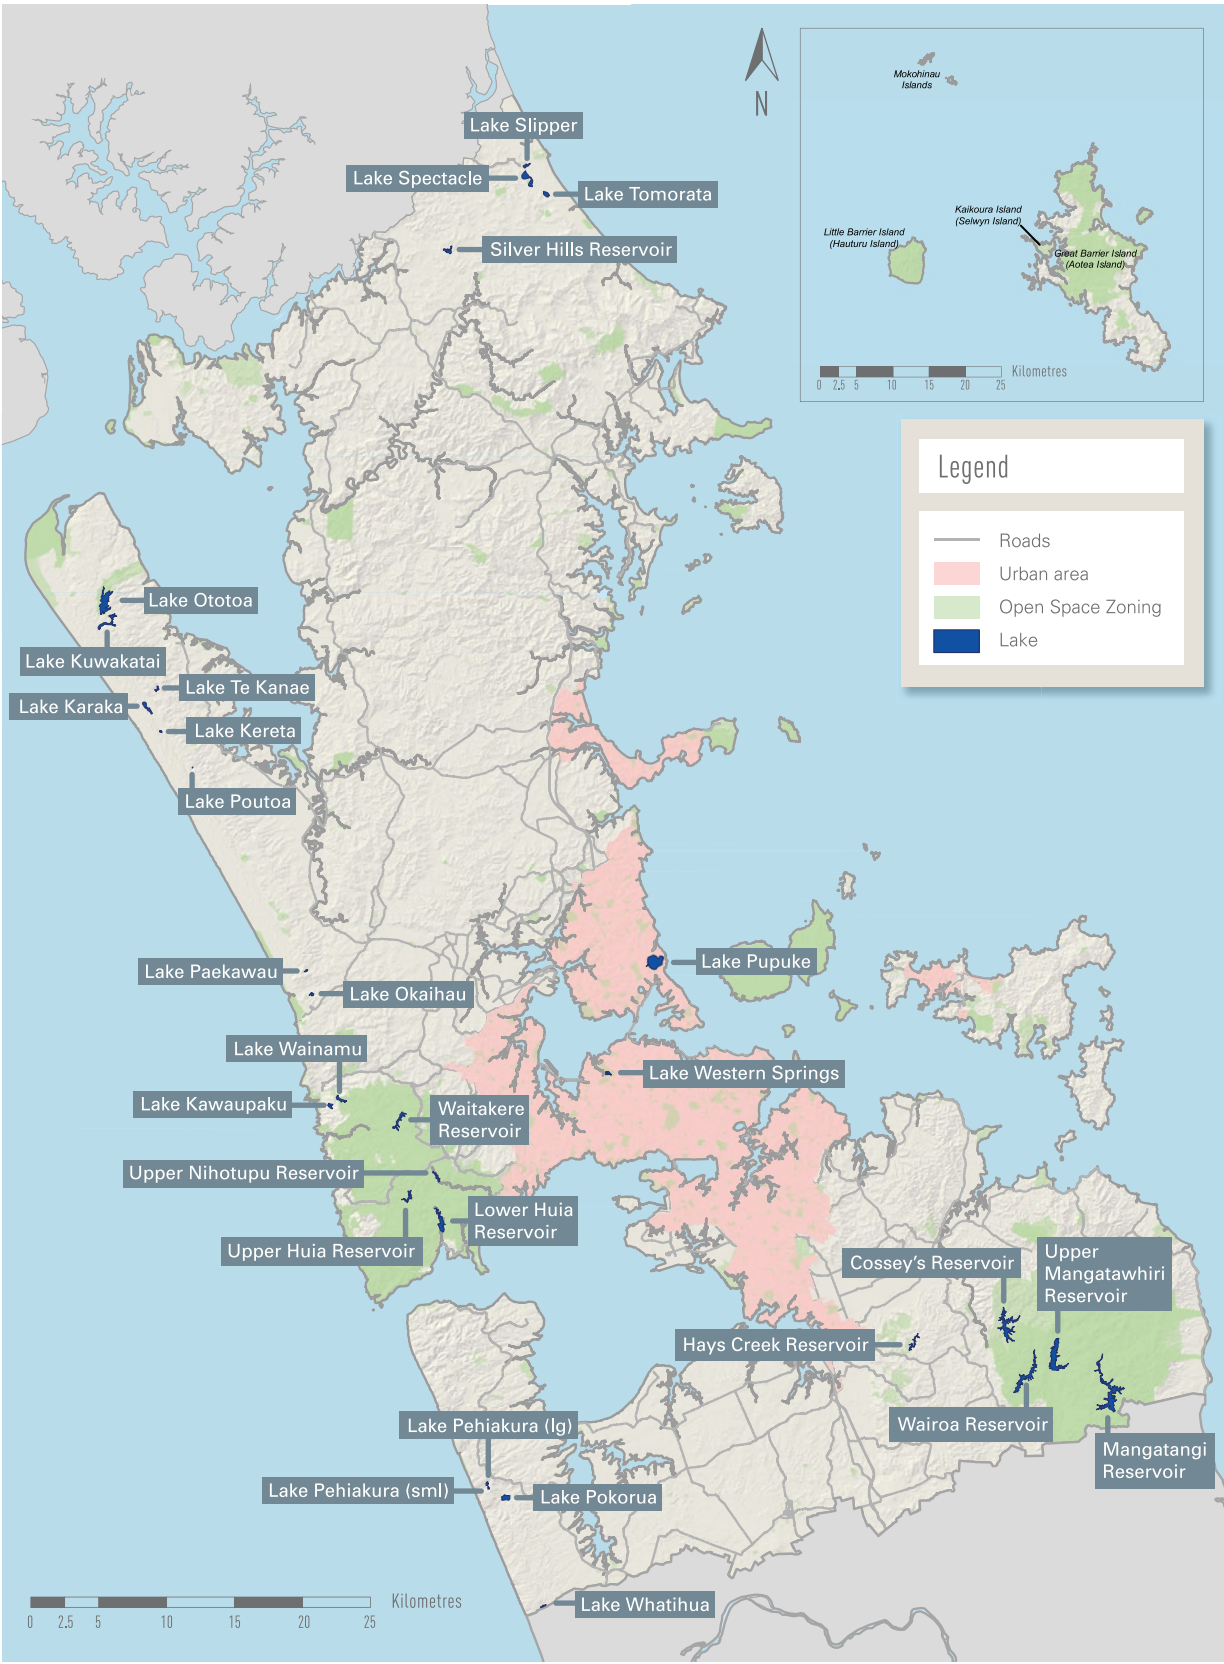 N
Mokohinau
Islands
Kaikoura Island
(Selwyn Island)
Little Barrier Island
(Hauturu Island)
Great Barrier Island
(Aotea Island)
0 2.5 5 10 15 20 25 Kilometres
Legend
Roads
Urban area
Open Space Zoning
Lake
Lake Slipper
Lake Spectacle
Lake Tomorata
Silver Hills Reservoir
Lake Ototoa
Lake Kuwakatai
Lake Te Kanae
Lake Karaka
Lake Kereta
Lake Poutoa
Lake Pupuke
Lake Paekawau
Lake Okaihau
Lake Wainamu
Lake Western Springs
Lake Kawaupaku
Waitakere
Reservoir
Upper Nihotupu Reservoir
Lower Huia
Reservoir
Upper Huia Reservoir
Cossey's Reservoir
Upper
Mangatawhiri
Reservoir
Hays Creek Reservoir
Wairoa Reservoir
Mangatangi
Reservoir
Lake Pehiakura (lg)
Lake Pehiakura (sml)
Lake Pokorua
Lake Whatihua
Kilometres
0 2.5 5 10 15 20 25